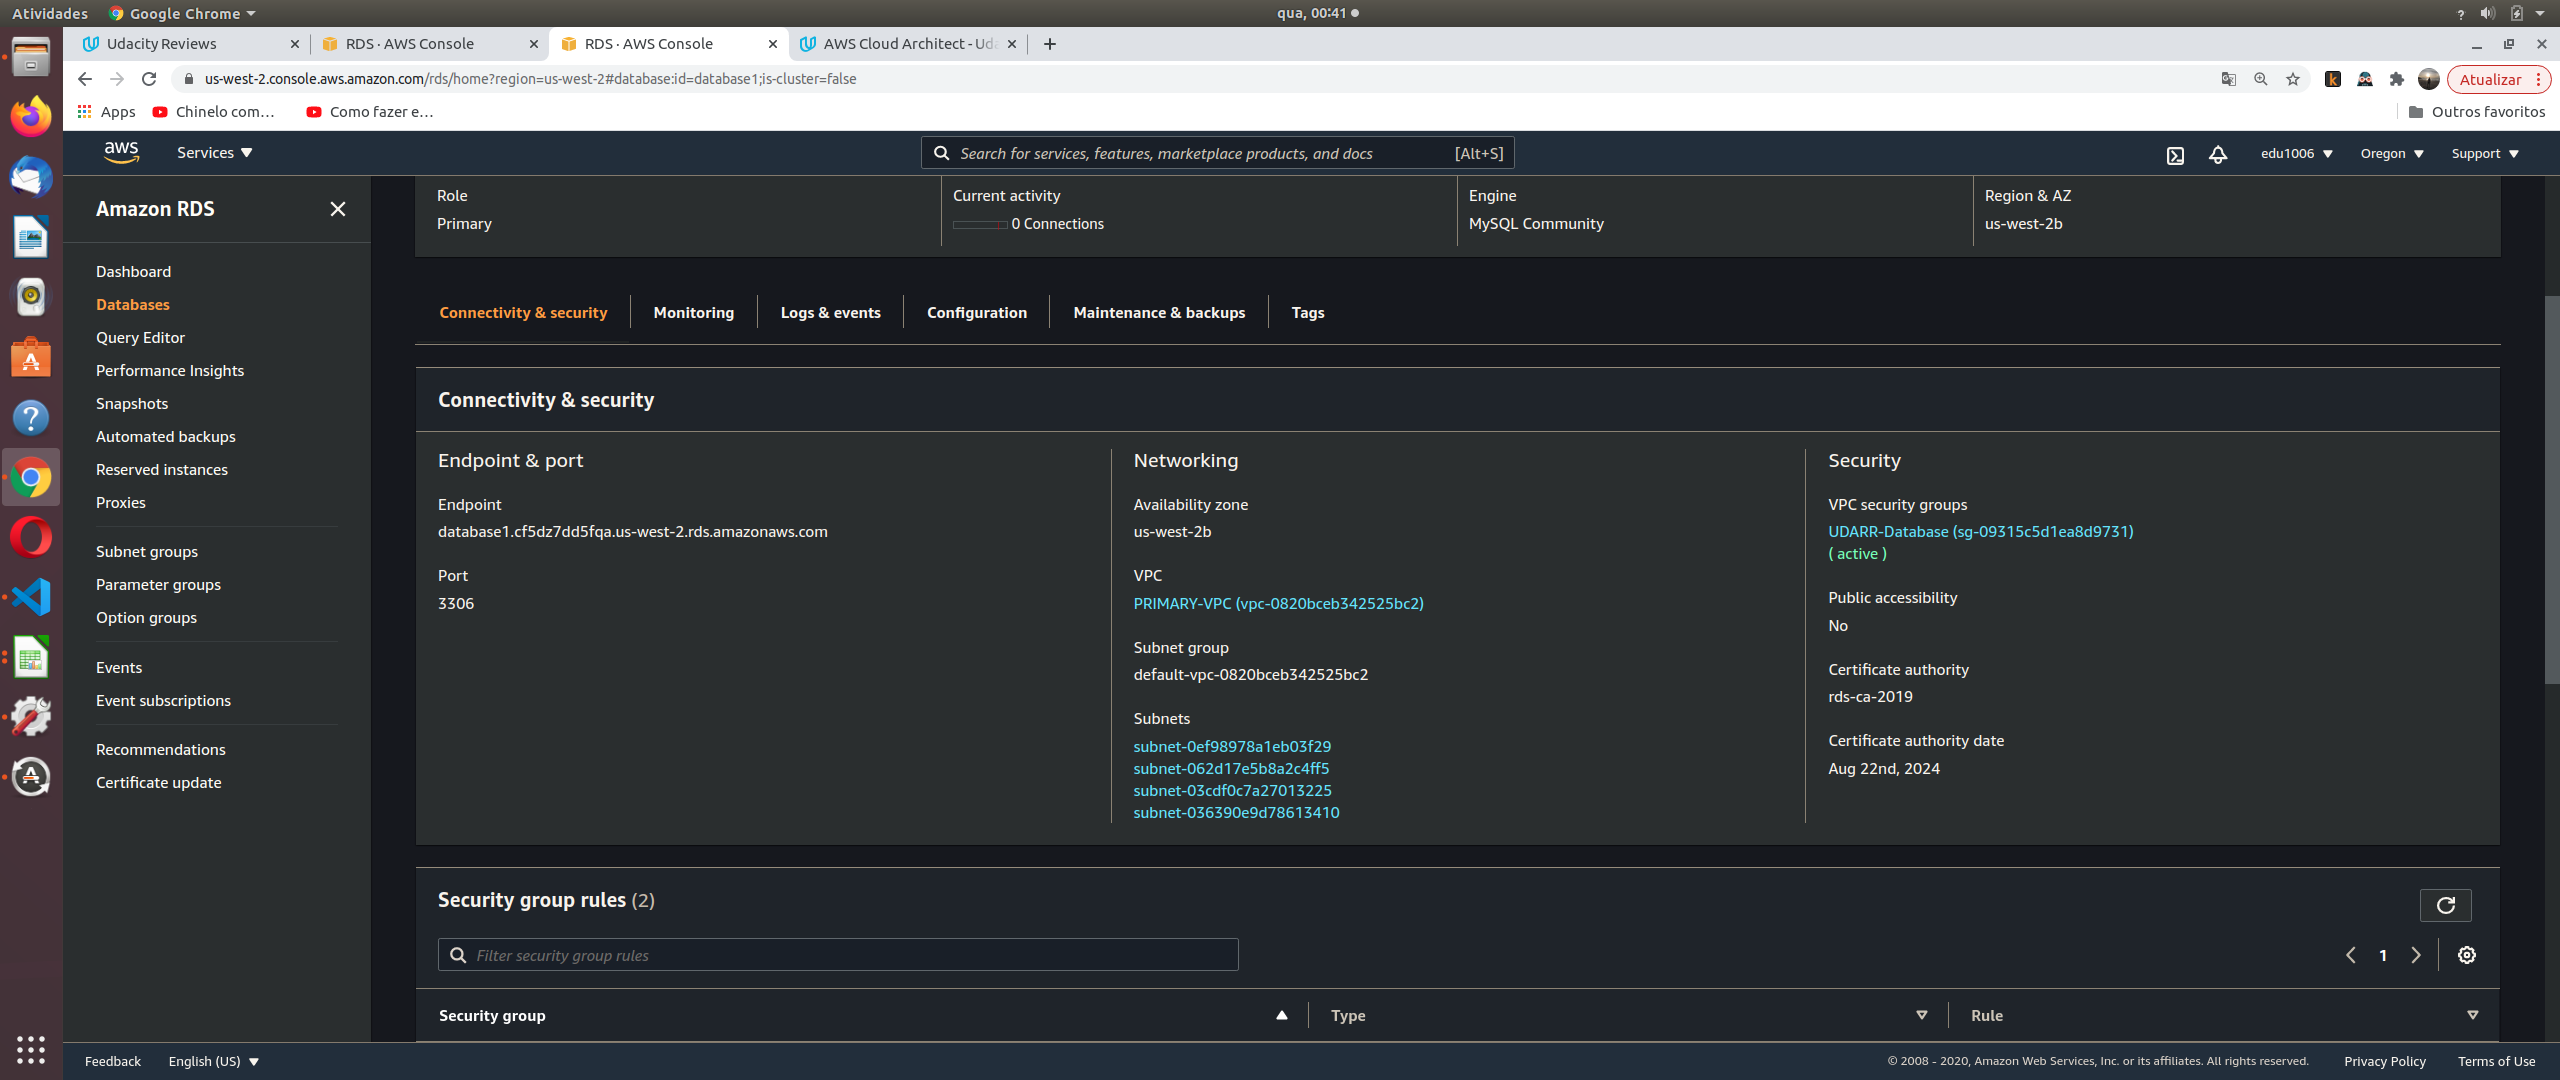 Atividades
Google Chrome
qua, 00:41
Udacity Reviews
RDS · AWS Console
RDS · AWS Console
AWS Cloud Architect - Uda
us-west-2.console.aws.amazon.com/rds/home?region=us-west-2#database:id=database1;is-cluster=false
Atualizar
Apps
Chinelo com...
Como fazer e...
Outros favoritos
aws
Services
Search for services, features, marketplace products, and docs
[Alt+S]
edu1006
Oregon
Support
Amazon RDS
Dashboard
Databases
Query Editor
Performance Insights
Snapshots
Automated backups
Reserved instances
Proxies
Subnet groups
Parameter groups
Option groups
Events
Event subscriptions
Recommendations
Certificate update
Role
Primary
Current activity
0 Connections
Engine
MySQL Community
Region & AZ
us-west-2b
Connectivity & security
Monitoring
Logs & events
Configuration
Maintenance & backups
Tags
Connectivity & security
Endpoint & port
Endpoint
database1.cf5dz7dd5fqa.us-west-2.rds.amazonaws.com
Port
3306
Networking
Availability zone
us-west-2b
VPC
PRIMARY-VPC (vpc-0820bceb342525bc2)
Subnet group
default-vpc-0820bceb342525bc2
Subnets
subnet-0ef98978a1eb03f29
subnet-062d17e5b8a2c4ff5
subnet-03cdf0c7a27013225
subnet-036390e9d78613410
Security
VPC security groups
UDARR-Database (sg-09315c5d1ea8d9731)
( active )
Public accessibility
No
Certificate authority
rds-ca-2019
Certificate authority date
Aug 22nd, 2024
Security group rules (2)
Filter security group rules
1
Security group
Type
Rule
Feedback
English (US)
© 2008 - 2020, Amazon Web Services, Inc. or its affiliates. All rights reserved.
Privacy Policy
Terms of Use